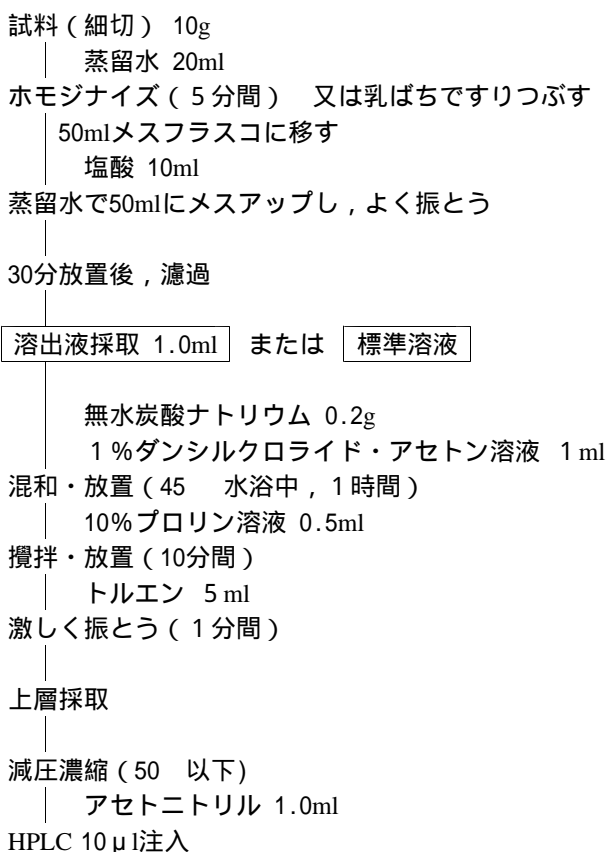 試料(細切) 10g
蒸留水 20ml
ホモジナイズ(5分間) 又は乳ばちですりつぶす
50mlメスフラスコに移す
塩酸 10ml
蒸留水で50mlにメスアップし,よく振とう
30分放置後,濾過
溶出液採取 1.0ml または 標準溶液
無水炭酸ナトリウム 0.2g
1%ダンシルクロライド・アセトン溶液 1ml
混和・放置(45 水浴中,1時間)
10%プロリン溶液 0.5ml
攪拌・放置(10分間)
トルエン 5ml
激しく振とう(1分間)
上層採取
減圧濃縮(50 以下)
アセトニトリル 1.0ml
HPLC 10μl注入